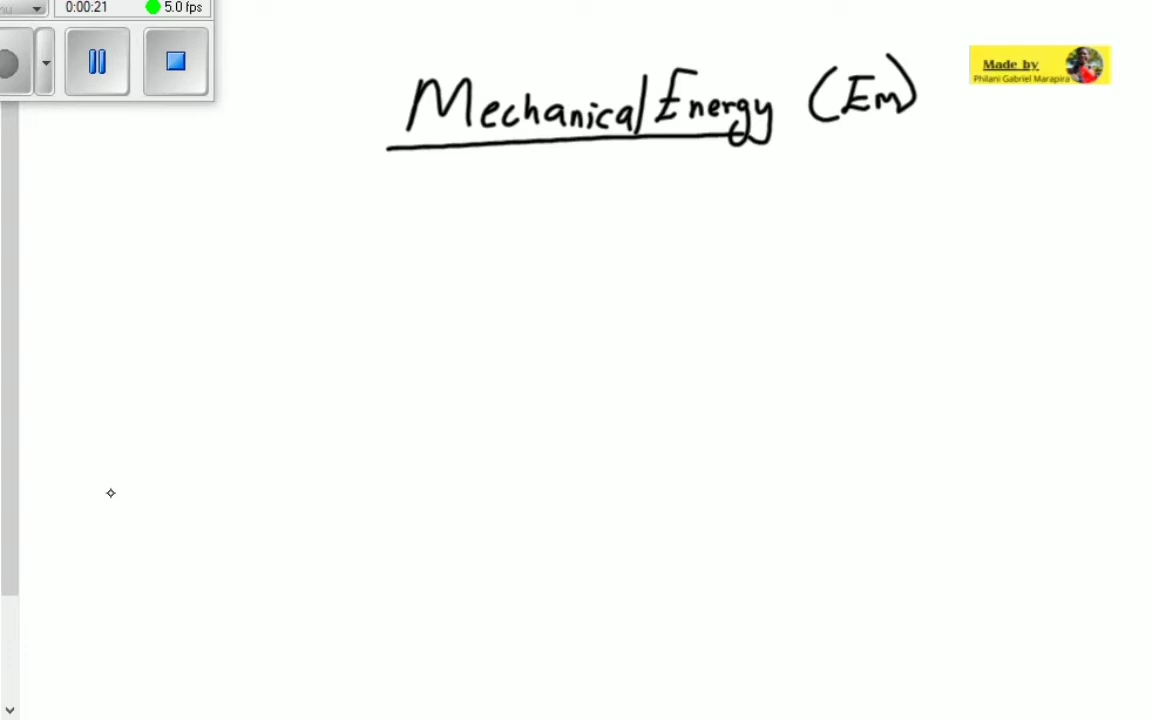 0:00:21
5.0 fps
Mechanical Energy (Em)
Made by
Philani Gabriel Marapira